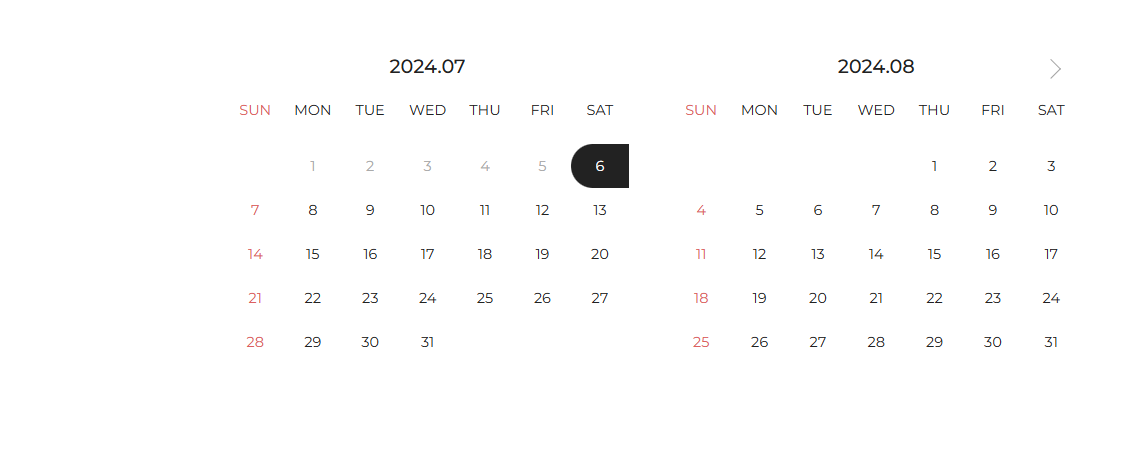 2024.07
SUN MON TUE WED THU FRI SAT
1 2 3 4 5 6
7 8 9 10 11 12 13
14 15 16 17 18 19 20
21 22 23 24 25 26 27
28 29 30 31
2024.08
SUN MON TUE WED THU FRI SAT
1 2 3
4 5 6 7 8 9 10
11 12 13 14 15 16 17
18 19 20 21 22 23 24
25 26 27 28 29 30 31